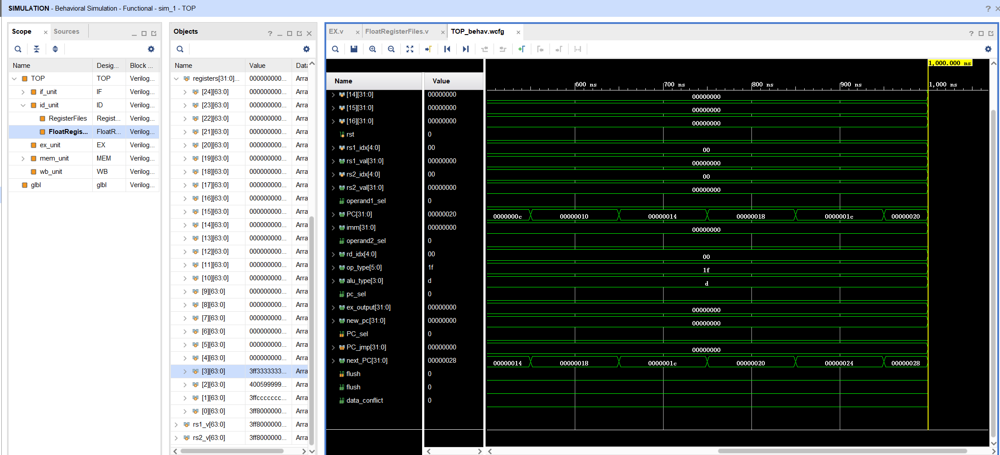 SIMULATION - Behavioral Simulation - Functional - sim_1 - TOP
Scope
Sources
Name Desig... Block ...
TOP TOP Verilog...
if_unit IF Verilog...
id_unit ID Verilog...
RegisterFiles Regist... Verilog...
FloatRegis... FloatR... Verilog...
ex_unit EX Verilog...
mem_unit MEM Verilog...
wb_unit WB Verilog...
glbl glbl Verilog...
Objects
Name Value Data
registers[31:0]... 000000000... Arra
[24][63:0] 000000000... Arra
[23][63:0] 000000000... Arra
[22][63:0] 000000000... Arra
[21][63:0] 000000000... Arra
[20][63:0] 000000000... Arra
[19][63:0] 000000000... Arra
[18][63:0] 000000000... Arra
[17][63:0] 000000000... Arra
[16][63:0] 000000000... Arra
[15][63:0] 000000000... Arra
[14][63:0] 000000000... Arra
[13][63:0] 000000000... Arra
[12][63:0] 000000000... Arra
[11][63:0] 000000000... Arra
[10][63:0] 000000000... Arra
[9][63:0] 000000000... Arra
[8][63:0] 000000000... Arra
[7][63:0] 000000000... Arra
[6][63:0] 000000000... Arra
[5][63:0] 000000000... Arra
[4][63:0] 000000000... Arra
[3][63:0] 3ff3333333... Arra
[2][63:0] 400599999... Arra
[1][63:0] 3ffccccccc... Arra
[0][63:0] 3ff8000000... Arra
rs1_v[63:0] 3ff8000000... Arra
rs2_v[63:0] 3ff8000000... Arra
EX.v
FloatRegisterFiles.v
TOP_behav.wcfg
1,000.000 ns
Name Value
600 ns 700 ns 800 ns 900 ns 1,000 ns
[14][31:0] 00000000 00000000
[15][31:0] 00000000 00000000
[16][31:0] 00000000 00000000
rst 0
rs1_idx[4:0] 00 00
rs1_val[31:0] 00000000 00000000
rs2_idx[4:0] 00 00
rs2_val[31:0] 00000000 00000000
operand1_sel 0
PC[31:0] 00000020 0000000c 00000010 00000014 00000018 0000001c 00000020
imm[31:0] 00000000 00000000
operand2_sel 0
rd_idx[4:0] 00 00
op_type[5:0] 1f 1f
alu_type[3:0] d d
pc_sel 0
ex_output[31:0] 00000000 00000000
new_pc[31:0] 00000000 00000000
PC_sel 0
PC_jmp[31:0] 00000000 00000000
next_PC[31:0] 00000028 00000014 00000018 0000001c 00000020 00000024 00000028
flush 0
flush 0
data_conflict 0